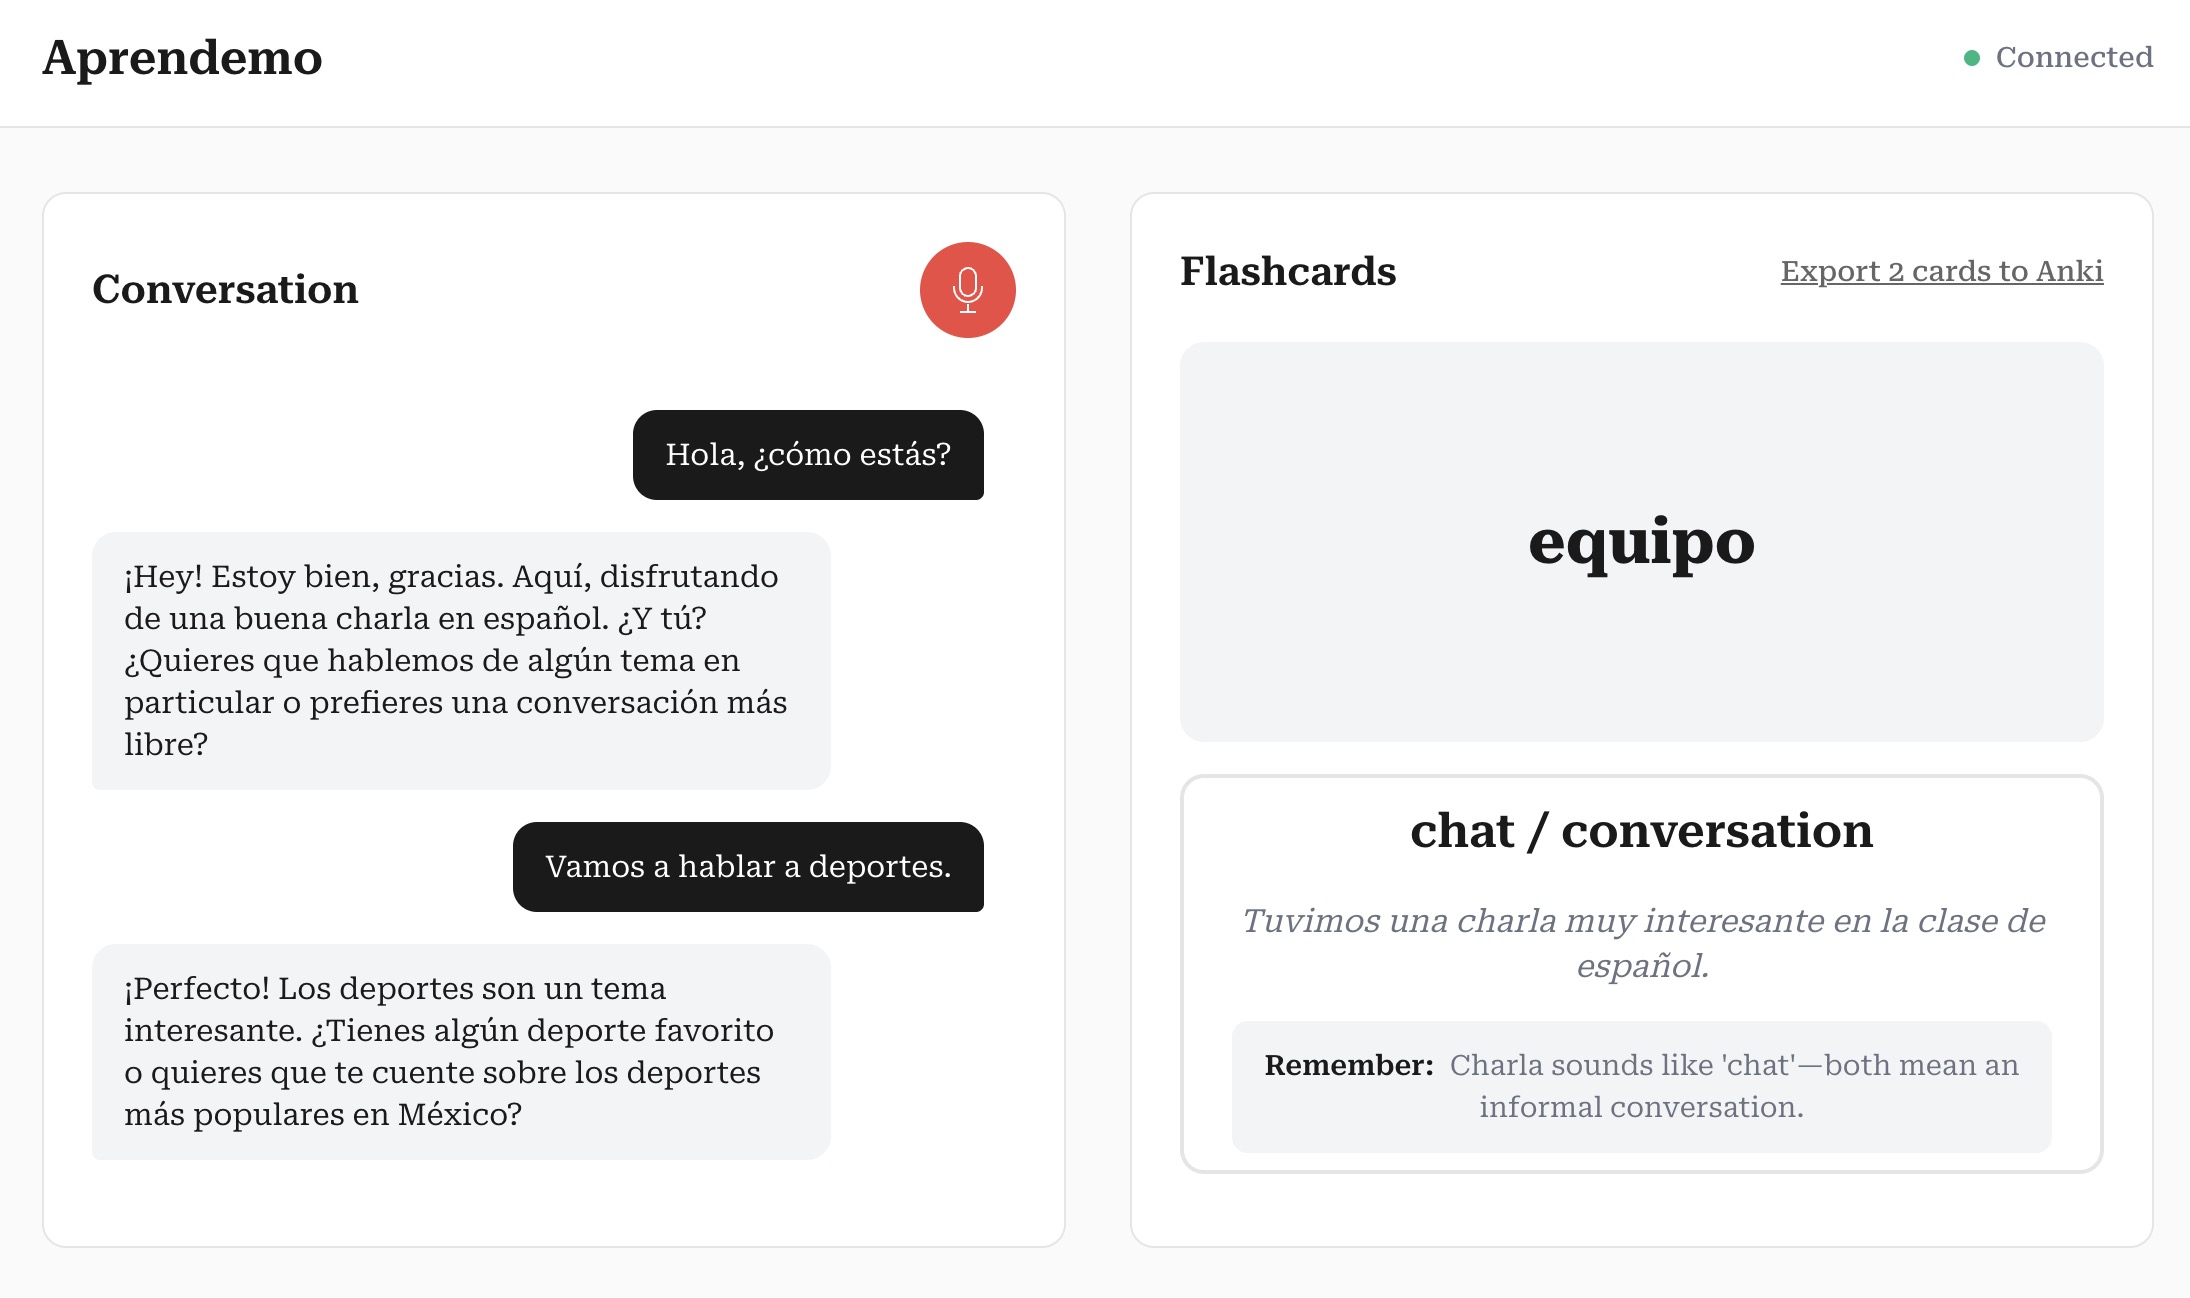 Aprendemo
Connected
Conversation
Hola, ¿cómo estás?
¡Hey! Estoy bien, gracias. Aquí, disfrutando
de una buena charla en español. ¿Y tú?
¿Quieres que hablemos de algún tema en
particular o prefieres una conversación más
libre?
Vamos a hablar a deportes.
¡Perfecto! Los deportes son un tema
interesante. ¿Tienes algún deporte favorito
o quieres que te cuente sobre los deportes
más populares en México?
Flashcards
Export 2 cards to Anki
equipo
chat / conversation
Tuvimos una charla muy interesante en la clase de
español.
Remember: Charla sounds like 'chat'—both mean an
informal conversation.